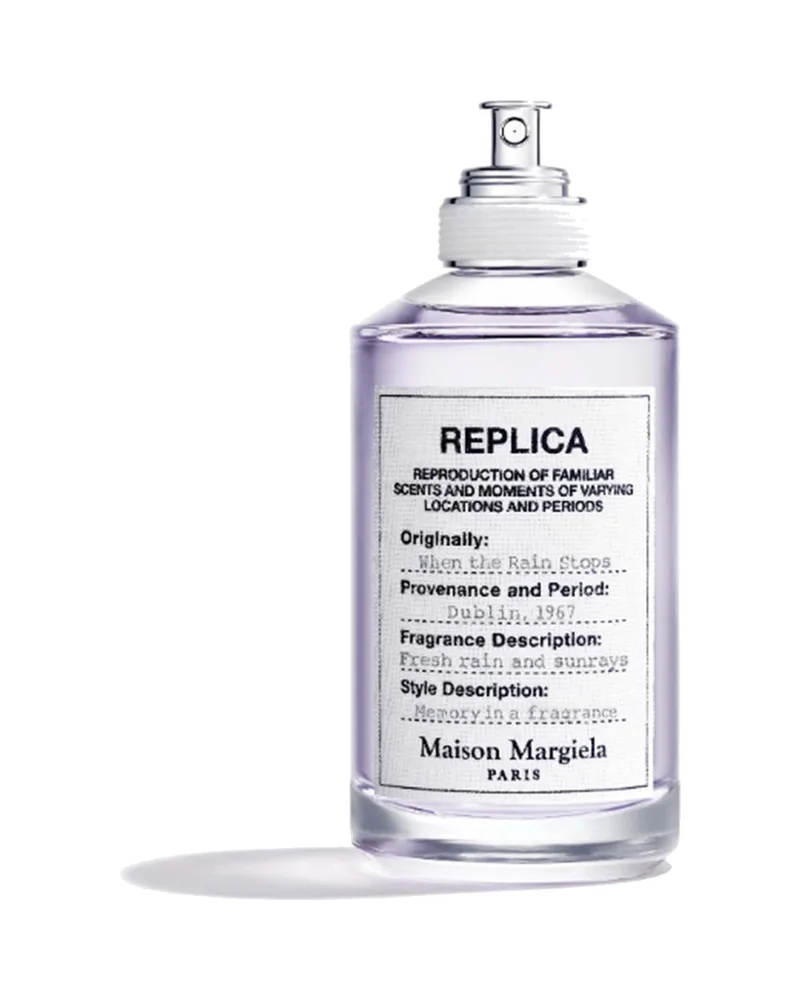 REPLICA
REPRODUCTION OF FAMILIAR
SCENTS AND MOMENTS OF VARYING
LOCATIONS AND PERIODS
Originally:
When the Rain Stops
Provenance and Period:
Dublin, 1967
Fragrance Description:
Fresh rain and sunrays
Style Description:
Memory in a fragrance
Maison Margiela
PARIS